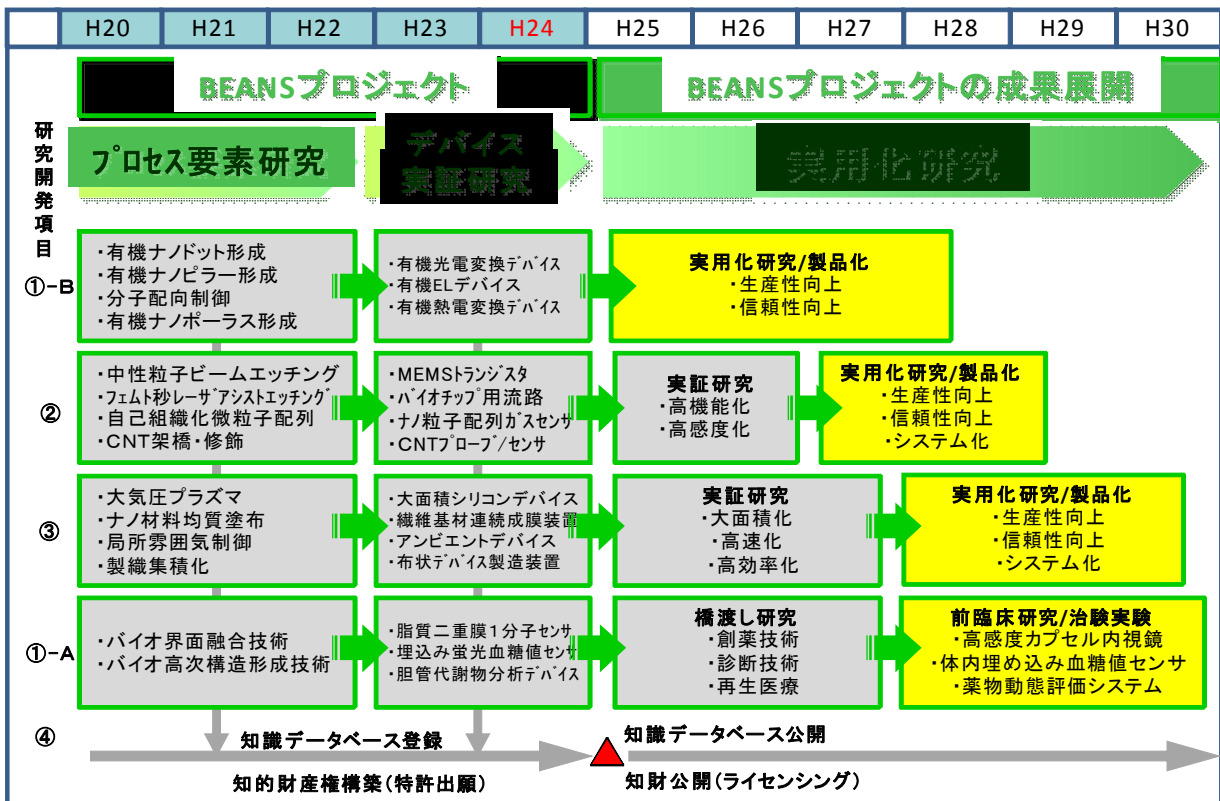 H20 H21 H22 H23 H24 H25 H26 H27 H28 H29 H30
BEANSプロジェクト
BEANSプロジェクトの成果展開
研究開発項目
プロセス要素研究
デバイス
実証研究
実用化研究
①-B
・有機ナノドット形成
・有機ナノピラー形成
・分子配向制御
・有機ナノポーラス形成
・有機光電変換デバイス
・有機ELデバイス
・有機熱電変換デバイス
実用化研究/製品化
・生産性向上
・信頼性向上
②
・中性粒子ビームエッチング
・フェムト秒レーザアシストエッチング
・自己組織化微粒子配列
・CNT架橋・修飾
・MEMSトランジスタ
・バイオチップ用流路
・ナノ粒子配列ガスセンサ
・CNTプローブ/センサ
実証研究
・高機能化
・高感度化
実用化研究/製品化
・生産性向上
・信頼性向上
・システム化
③
・大気圧プラズマ
・ナノ材料均質塗布
・局所雰囲気制御
・製織集積化
・大面積シリコンデバイス
・繊維基材連続成膜装置
・アンビエントデバイス
・布状デバイス製造装置
実証研究
・大面積化
・高速化
・高効率化
実用化研究/製品化
・生産性向上
・信頼性向上
・システム化
①-A
・バイオ界面融合技術
・バイオ高次構造形成技術
・脂質二重膜1分子センサ
・埋込み蛍光血糖値センサ
・胆管代謝物分析デバイス
橋渡し研究
・創薬技術
・診断技術
・再生医療
前臨床研究/治験実験
・高感度カプセル内視鏡
・体内埋め込み血糖値センサ
・薬物動態評価システム
④
知識データベース登録
知的財産権構築(特許出願)
知識データベース公開
知財公開(ライセンシング)